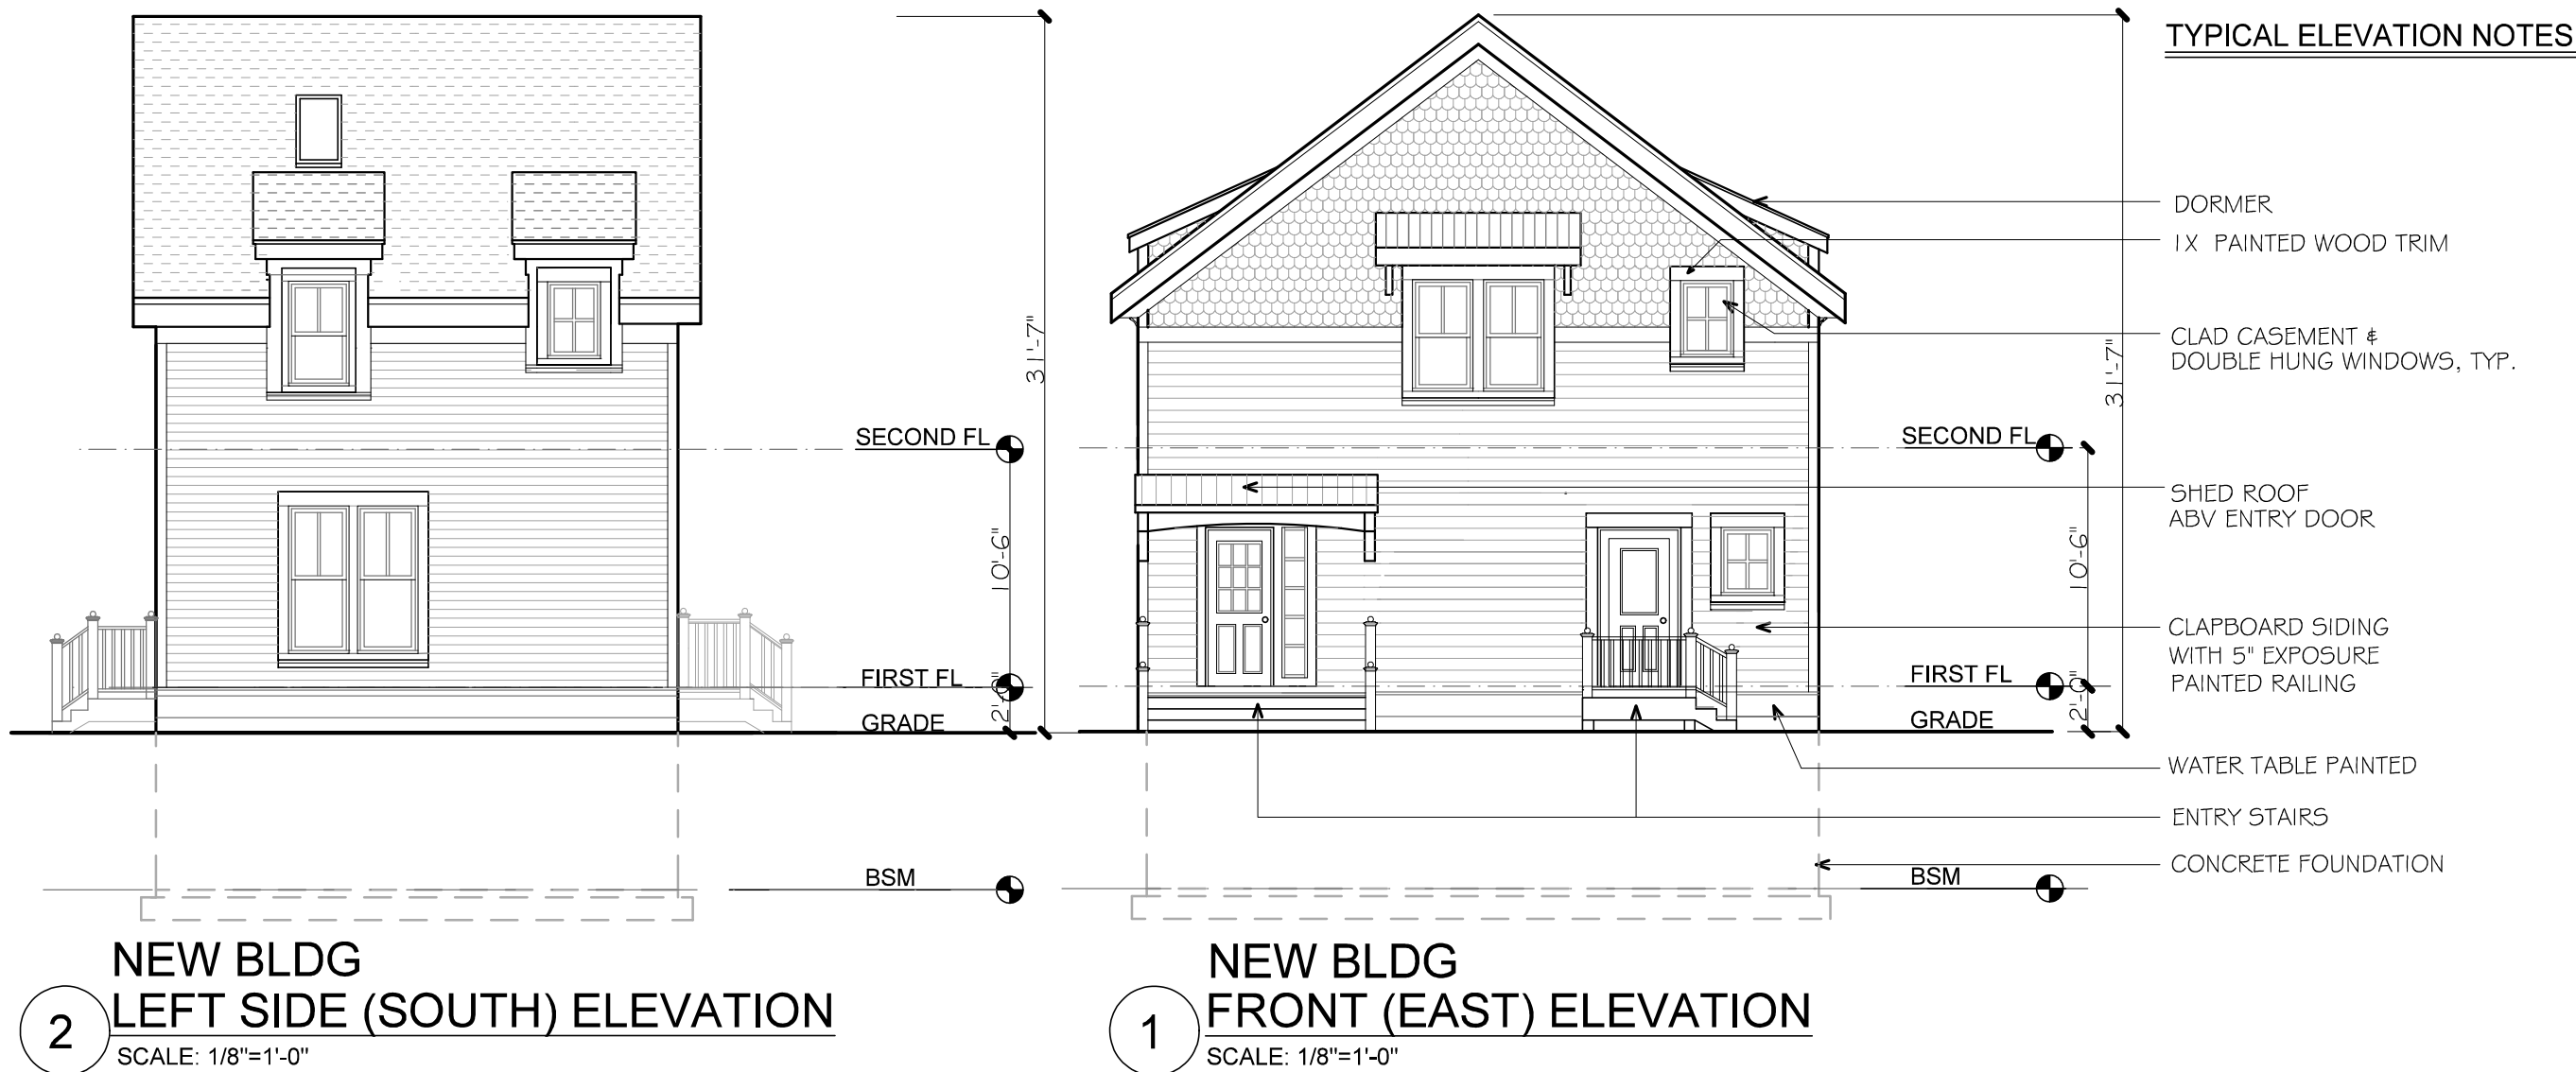 TYPICAL ELEVATION NOTES
31'-7"
SECOND FL
10'-6"
FIRST FL
2'-0"
GRADE
BSM
NEW BLDG
2
LEFT SIDE (SOUTH) ELEVATION
SCALE: 1/8"=1'-0"
31'-7"
SECOND FL
10'-6"
FIRST FL
2'-0"
GRADE
BSM
NEW BLDG
1
FRONT (EAST) ELEVATION
SCALE: 1/8"=1'-0"
DORMER
1X PAINTED WOOD TRIM
CLAD CASEMENT &
DOUBLE HUNG WINDOWS, TYP.
SHED ROOF
ABV ENTRY DOOR
CLAPBOARD SIDING
WITH 5" EXPOSURE
PAINTED RAILING
WATER TABLE PAINTED
ENTRY STAIRS
CONCRETE FOUNDATION